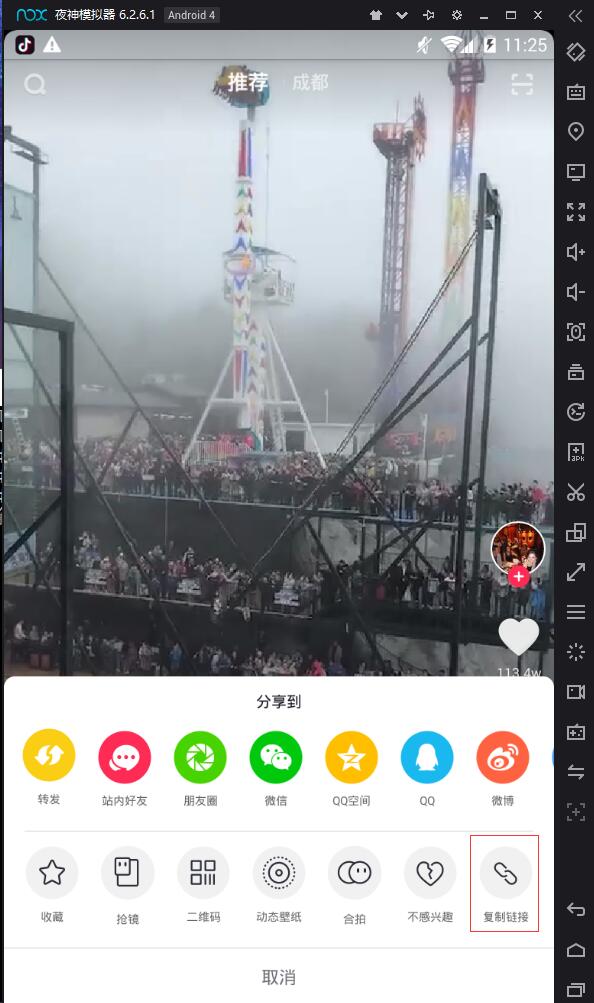 nox 夜神模拟器 6.2.6.1 Android 4
11:25
推荐 成都
113.4w
分享到
转发 站内好友 朋友圈 微信 QQ空间 QQ 微博
收藏 抢镜 二维码 动态壁纸 合拍 不感兴趣 复制链接
取消